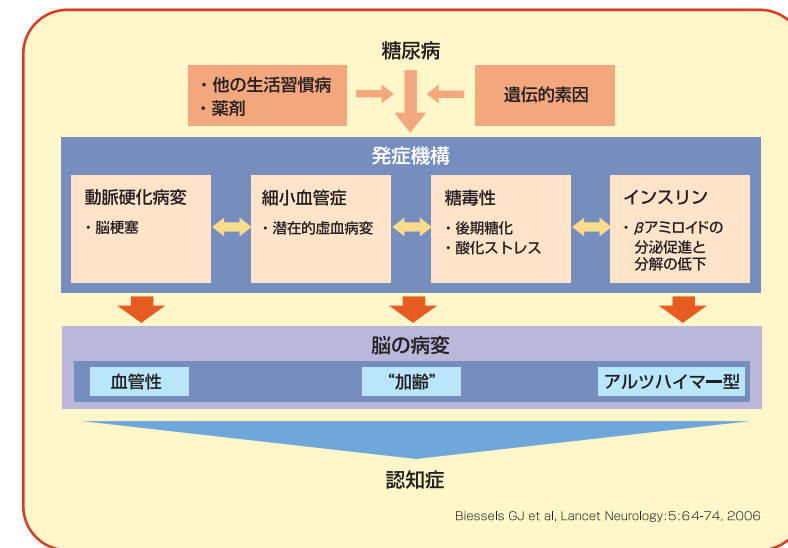 糖尿病
・他の生活習慣病
・薬剤
遺伝的素因
発症機構
動脈硬化病変
・脳梗塞
細小血管症
・潜在的虚血病変
糖毒性
・後期糖化
・酸化ストレス
インスリン
・βアミロイドの
分泌促進と
分解の低下
脳の病変
血管性
“加齢”
アルツハイマー型
認知症
Biessels GJ et al, Lancet Neurology:5:64-74, 2006